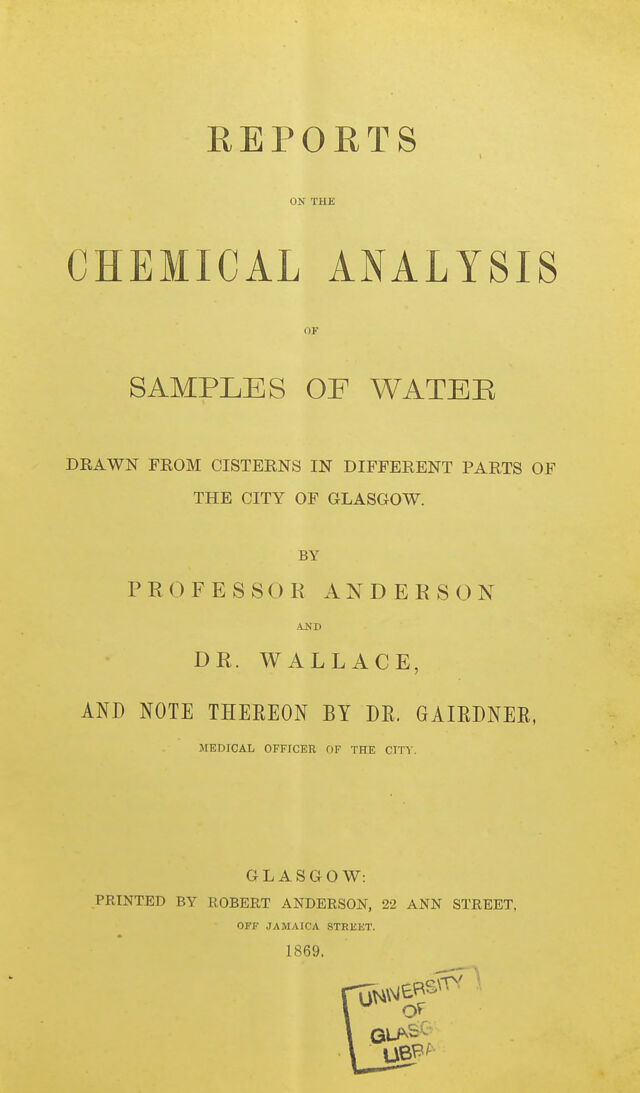 REPORTS
ON THE
CHEMICAL ANALYSIS
OF
SAMPLES OF WATER
DRAWN FROM CISTERNS IN DIFFERENT PARTS OF
THE CITY OF GLASGOW.
BY
PROFESSOR ANDERSON
AND
DR. WALLACE,
AND NOTE THEREON BY DR. GAIRDNER,
MEDICAL OFFICER OF THE CITY.
GLASGOW:
PRINTED BY ROBERT ANDERSON, 22 ANN STREET,
OFF JAMAICA STREET.
1869.
UNIVERSITY
OF
GLASG
LIBRA